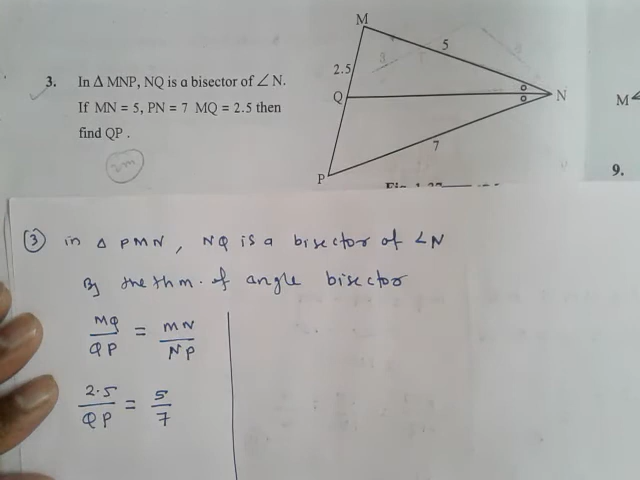 M
5
2.5
Q
N
7
P
3. In Δ MNP, NQ is a bisector of ∠ N.
If MN = 5, PN = 7 MQ = 2.5 then
find QP .
2m
M
9.
③ in Δ PMN, NQ is a bisector of ∠N
By the thm. of angle bisector
MQ/QP = MN/NP
2.5/QP = 5/7